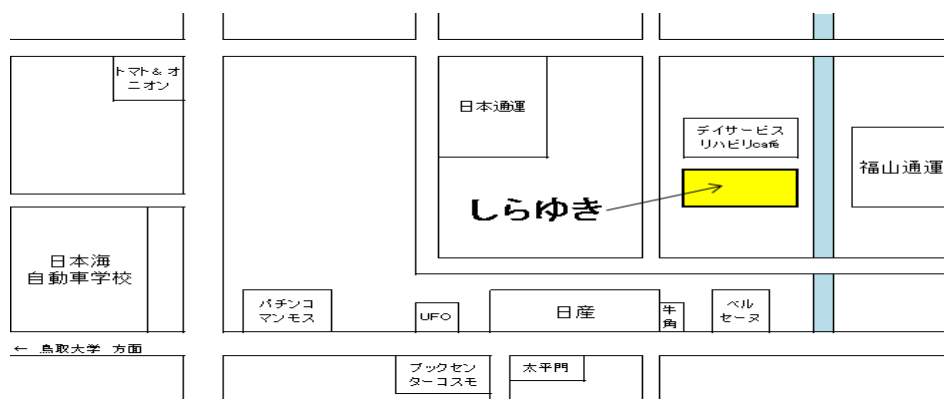 トマト& オ
ニオン
日本通運
デイサービス
リハビリcafé
福山通運
しらゆき
日本海
自動車学校
パチンコ
マンモス
UFO
日産
牛
角
ベル
セーヌ
← 鳥取大学 方面
ブックセン
ターコスモ
太平門